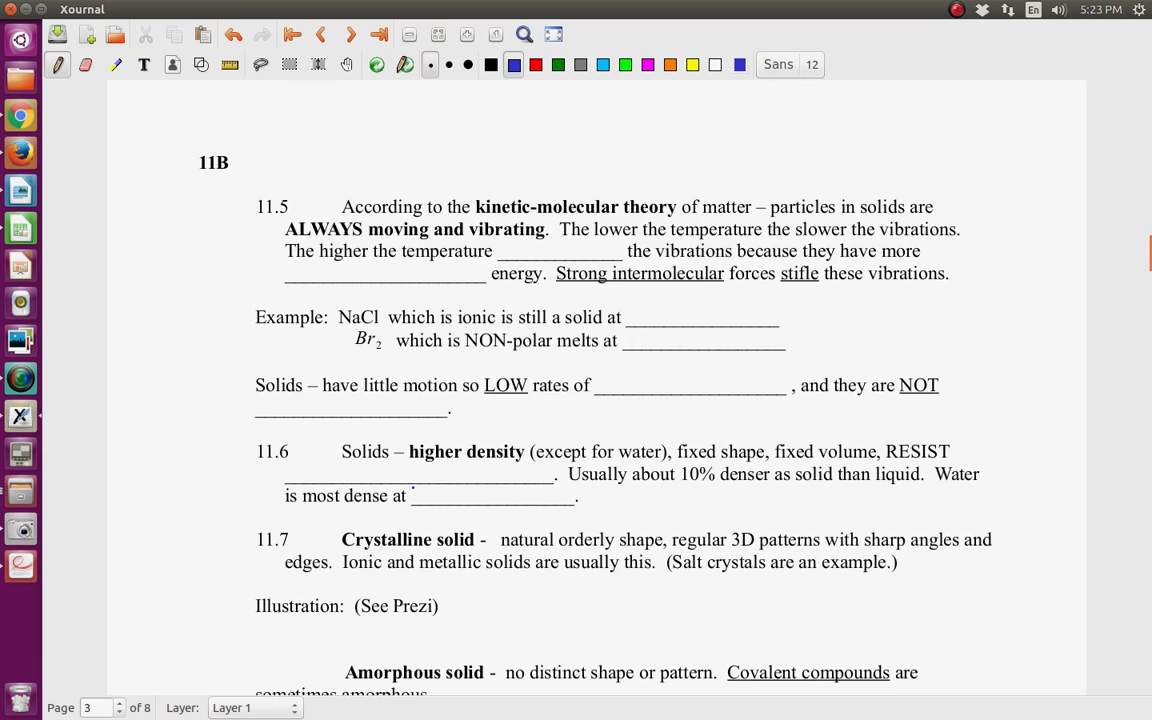 Xournal
En
5:23 PM
Sans 12
11B
11.5 According to the kinetic-molecular theory of matter – particles in solids are
ALWAYS moving and vibrating. The lower the temperature the slower the vibrations.
The higher the temperature _____________ the vibrations because they have more
_____________________ energy. Strong intermolecular forces stifle these vibrations.
Example: NaCl which is ionic is still a solid at ________________
Br2 which is NON-polar melts at _________________
Solids – have little motion so LOW rates of ____________________ , and they are NOT
____________________.
11.6 Solids – higher density (except for water), fixed shape, fixed volume, RESIST
____________________________. Usually about 10% denser as solid than liquid. Water
is most dense at _________________.
11.7 Crystalline solid - natural orderly shape, regular 3D patterns with sharp angles and
edges. Ionic and metallic solids are usually this. (Salt crystals are an example.)
Illustration: (See Prezi)
Amorphous solid - no distinct shape or pattern. Covalent compounds are
sometimes amorphous.
Page 3 of 8 Layer: Layer 1